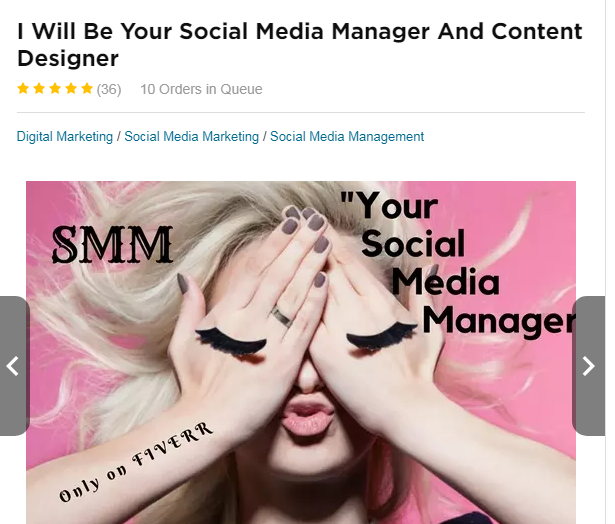 I Will Be Your Social Media Manager And Content
Designer
(36) 10 Orders in Queue
Digital Marketing / Social Media Marketing / Social Media Management
SMM
"Your
Social
Media
Manager
Only on FIVERR